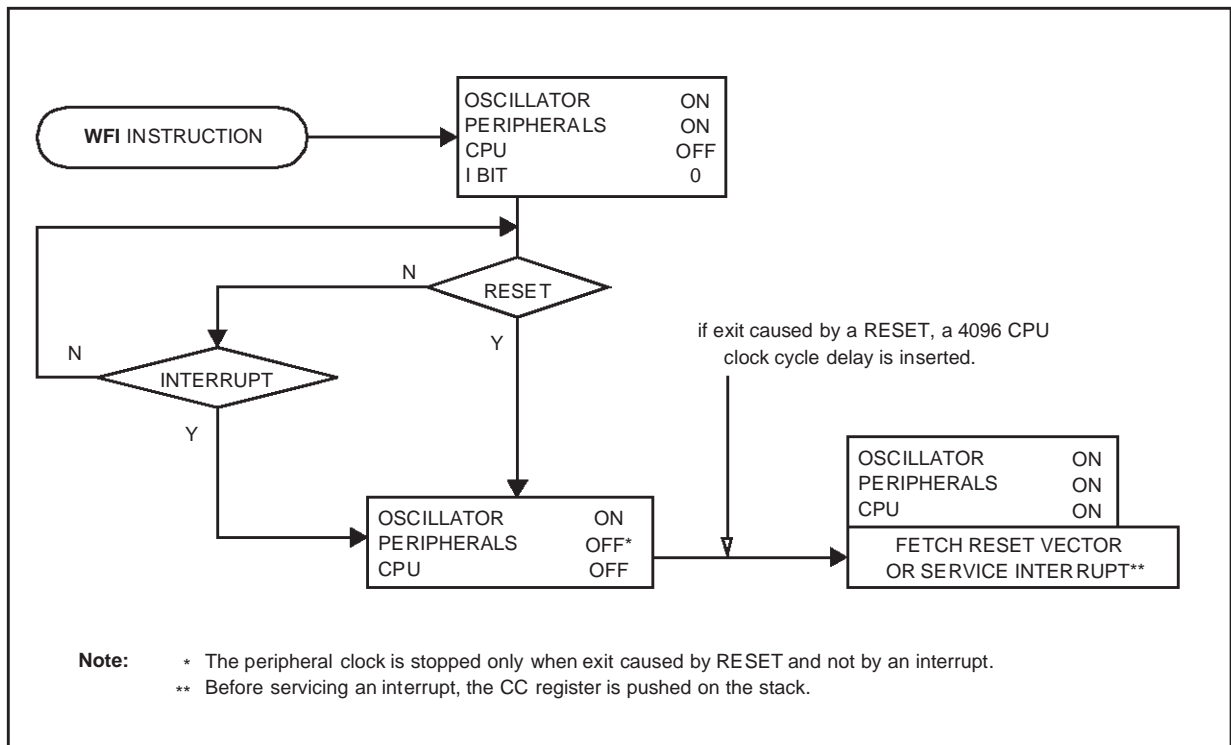 WFI INSTRUCTION
OSCILLATOR ON
PERIPHERALS ON
CPU OFF
I BIT 0
N
RESET
Y
N
INTERRUPT
Y
if exit caused by a RESET, a 4096 CPU
clock cycle delay is inserted.
OSCILLATOR ON
PERIPHERALS OFF*
CPU OFF
OSCILLATOR ON
PERIPHERALS ON
CPU ON
FETCH RESET VECTOR
OR SERVICE INTERRUPT**
Note: * The peripheral clock is stopped only when exit caused by RESET and not by an interrupt.
** Before servicing an interrupt, the CC register is pushed on the stack.